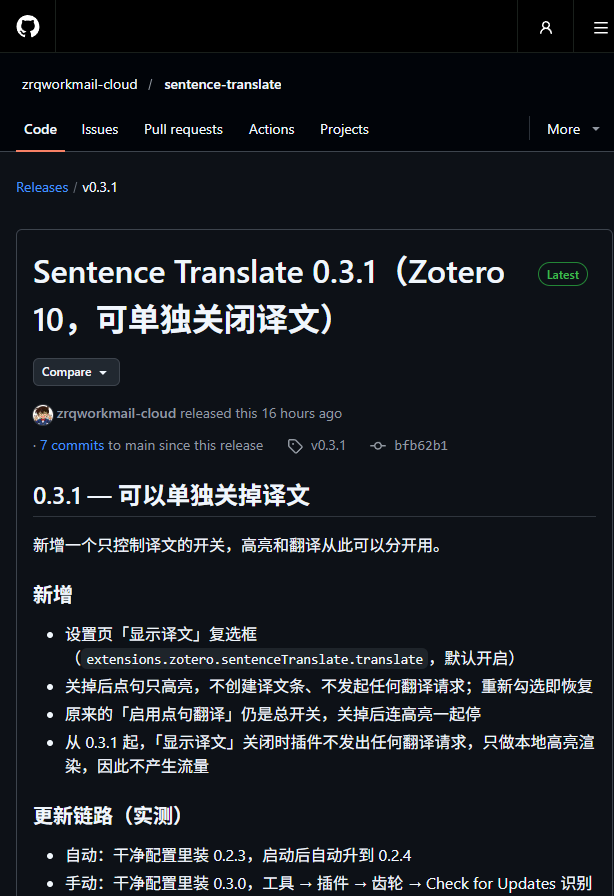 zrqworkmail-cloud / sentence-translate
Code Issues Pull requests Actions Projects More
Releases / v0.3.1
Sentence Translate 0.3.1（Zotero
10，可单独关闭译文）
Latest
Compare
zrqworkmail-cloud released this 16 hours ago
· 7 commits to main since this release v0.3.1 bfb62b1
0.3.1 — 可以单独关掉译文
新增一个只控制译文的开关，高亮和翻译从此可以分开用。
新增
• 设置页「显示译文」复选框
（extensions.zotero.sentenceTranslate.translate，默认开启）
• 关掉后点句只高亮，不创建译文条、不发起任何翻译请求；重新勾选即恢复
• 原来的「启用点句翻译」仍是总开关，关掉后连高亮一起停
• 从 0.3.1 起，「显示译文」关闭时插件不发出任何翻译请求，只做本地高亮渲
染，因此不产生流量
更新链路（实测）
• 自动：干净配置里装 0.2.3，启动后自动升到 0.2.4
• 手动：干净配置里装 0.3.0，工具 → 插件 → 齿轮 → Check for Updates 识别